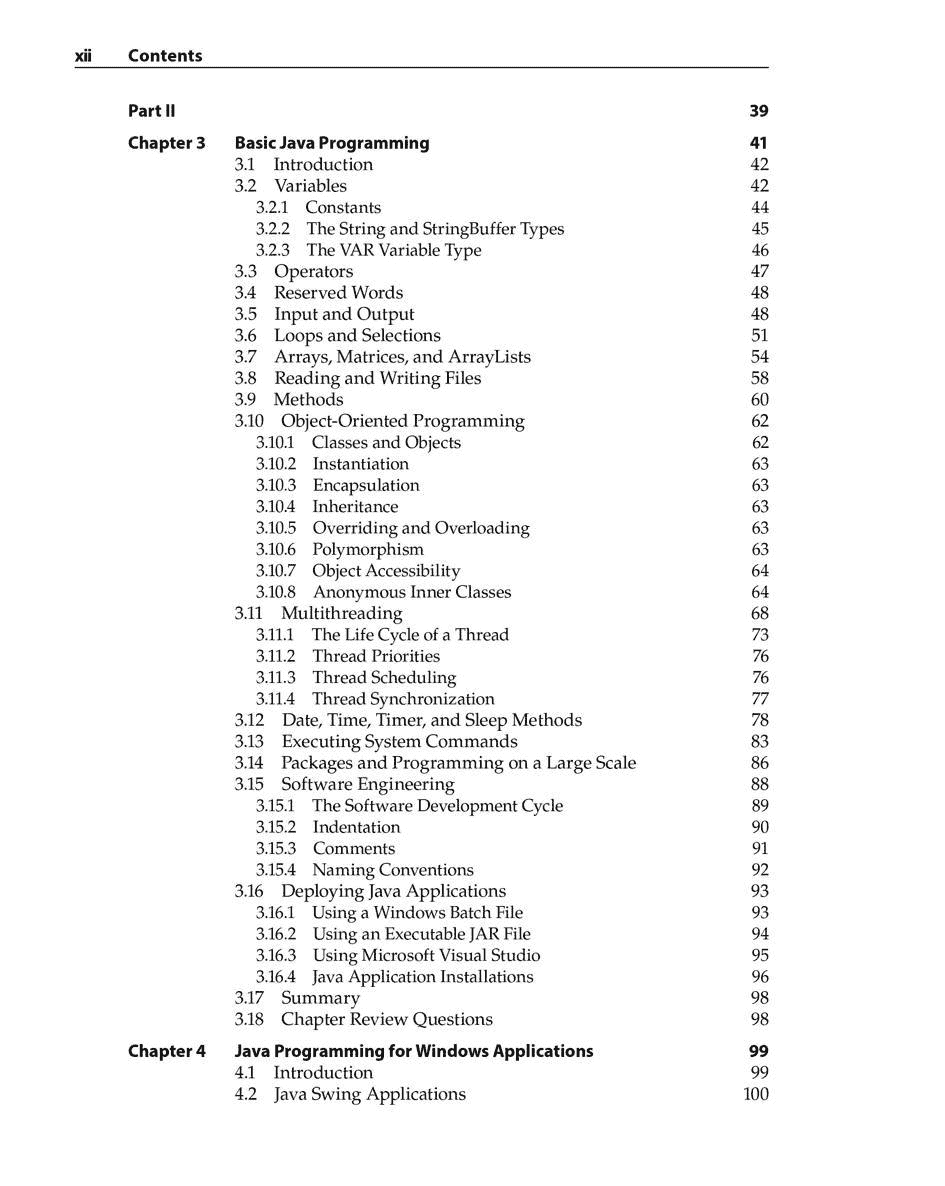 xii Contents
Part II 39
Chapter 3 Basic Java Programming 41
3.1 Introduction 42
3.2 Variables 42
3.2.1 Constants 44
3.2.2 The String and StringBuffer Types 45
3.2.3 The VAR Variable Type 46
3.3 Operators 47
3.4 Reserved Words 48
3.5 Input and Output 48
3.6 Loops and Selections 51
3.7 Arrays, Matrices, and ArrayLists 54
3.8 Reading and Writing Files 58
3.9 Methods 60
3.10 Object-Oriented Programming 62
3.10.1 Classes and Objects 62
3.10.2 Instantiation 63
3.10.3 Encapsulation 63
3.10.4 Inheritance 63
3.10.5 Overriding and Overloading 63
3.10.6 Polymorphism 63
3.10.7 Object Accessibility 64
3.10.8 Anonymous Inner Classes 64
3.11 Multithreading 68
3.11.1 The Life Cycle of a Thread 73
3.11.2 Thread Priorities 76
3.11.3 Thread Scheduling 76
3.11.4 Thread Synchronization 77
3.12 Date, Time, Timer, and Sleep Methods 78
3.13 Executing System Commands 83
3.14 Packages and Programming on a Large Scale 86
3.15 Software Engineering 88
3.15.1 The Software Development Cycle 89
3.15.2 Indentation 90
3.15.3 Comments 91
3.15.4 Naming Conventions 92
3.16 Deploying Java Applications 93
3.16.1 Using a Windows Batch File 93
3.16.2 Using an Executable JAR File 94
3.16.3 Using Microsoft Visual Studio 95
3.16.4 Java Application Installations 96
3.17 Summary 98
3.18 Chapter Review Questions 98
Chapter 4 Java Programming for Windows Applications 99
4.1 Introduction 99
4.2 Java Swing Applications 100